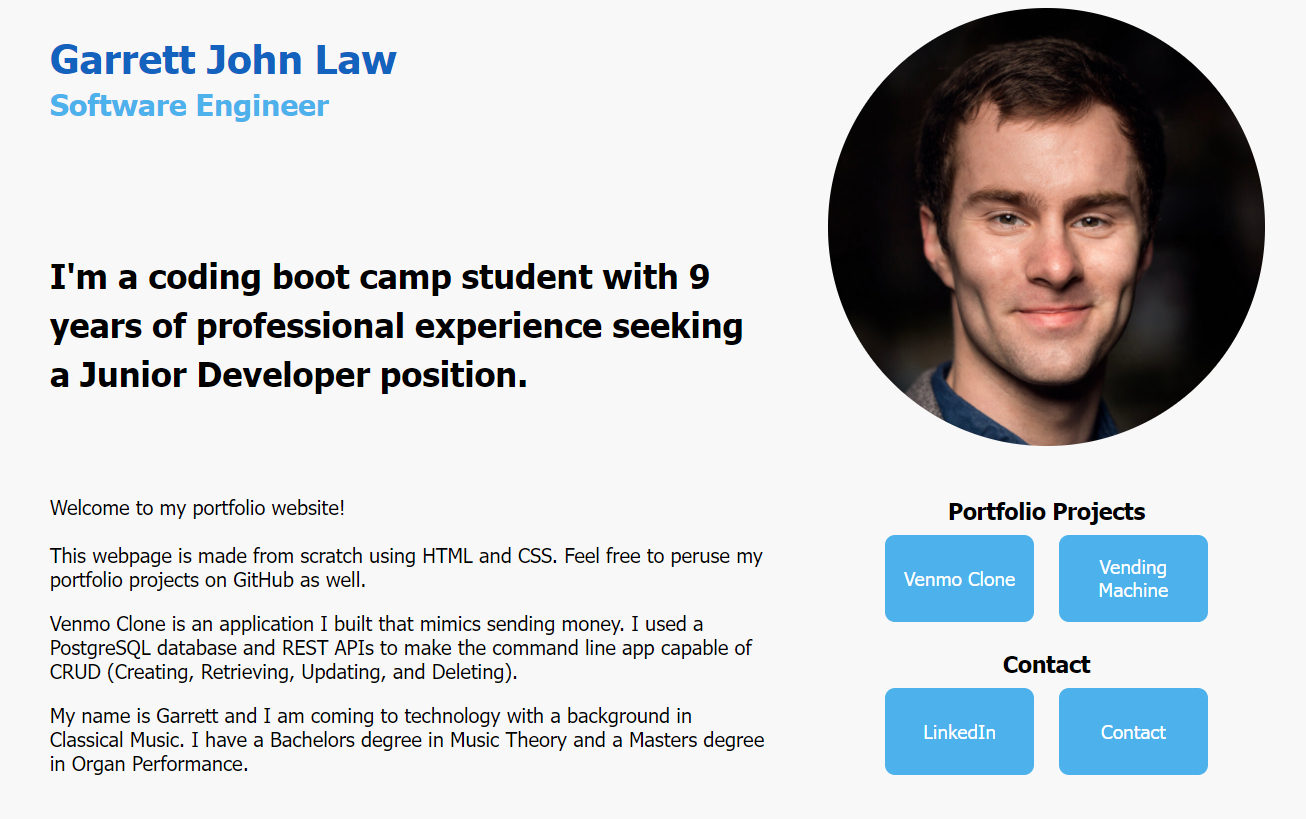 Garrett John Law
Software Engineer
I'm a coding boot camp student with 9
years of professional experience seeking
a Junior Developer position.
Welcome to my portfolio website!
This webpage is made from scratch using HTML and CSS. Feel free to peruse my
portfolio projects on GitHub as well.
Venmo Clone is an application I built that mimics sending money. I used a
PostgreSQL database and REST APIs to make the command line app capable of
CRUD (Creating, Retrieving, Updating, and Deleting).
My name is Garrett and I am coming to technology with a background in
Classical Music. I have a Bachelors degree in Music Theory and a Masters degree
in Organ Performance.
Portfolio Projects
Venmo Clone
Vending
Machine
Contact
LinkedIn
Contact